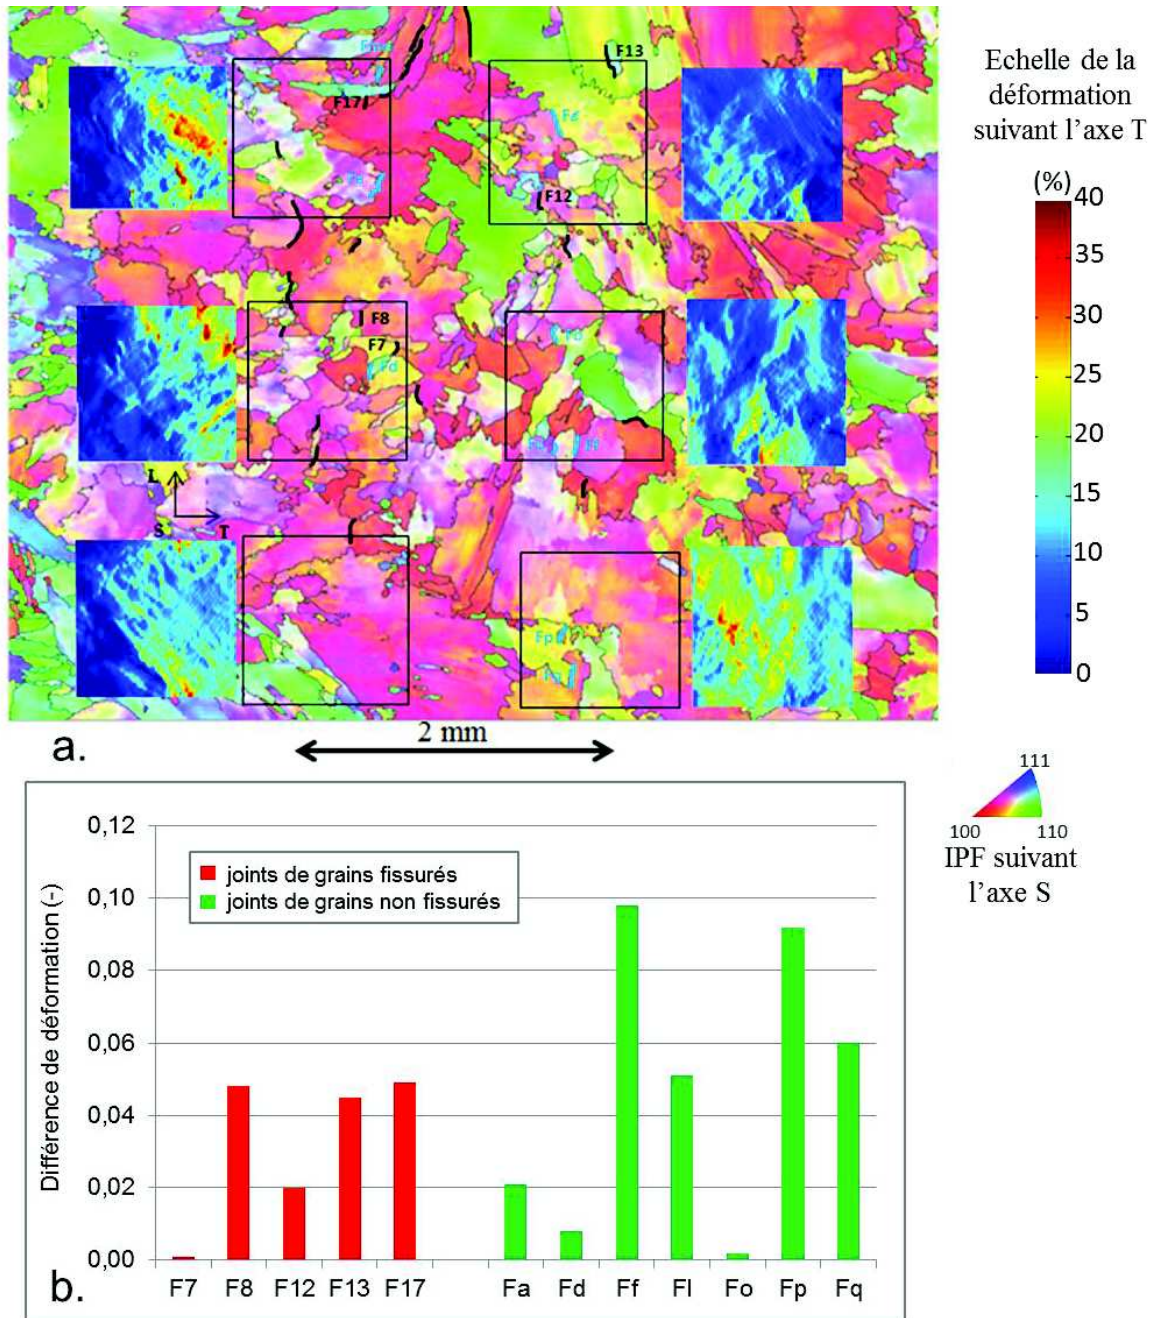 Echelle de la
déformation
suivant l'axe T
(%)
40
35
30
25
20
15
10
5
0
F13
F17
F12
F8
F7
Fd
Ff
Fp
L
S
T
a.
2 mm
111
100
110
IPF suivant
l'axe S
Différence de déformation (-)
0,12
0,10
0,08
0,06
0,04
0,02
0,00
joints de grains fissurés
joints de grains non fissurés
F7
F8
F12
F13
F17
Fa
Fd
Ff
Fl
Fo
Fp
Fq
b.